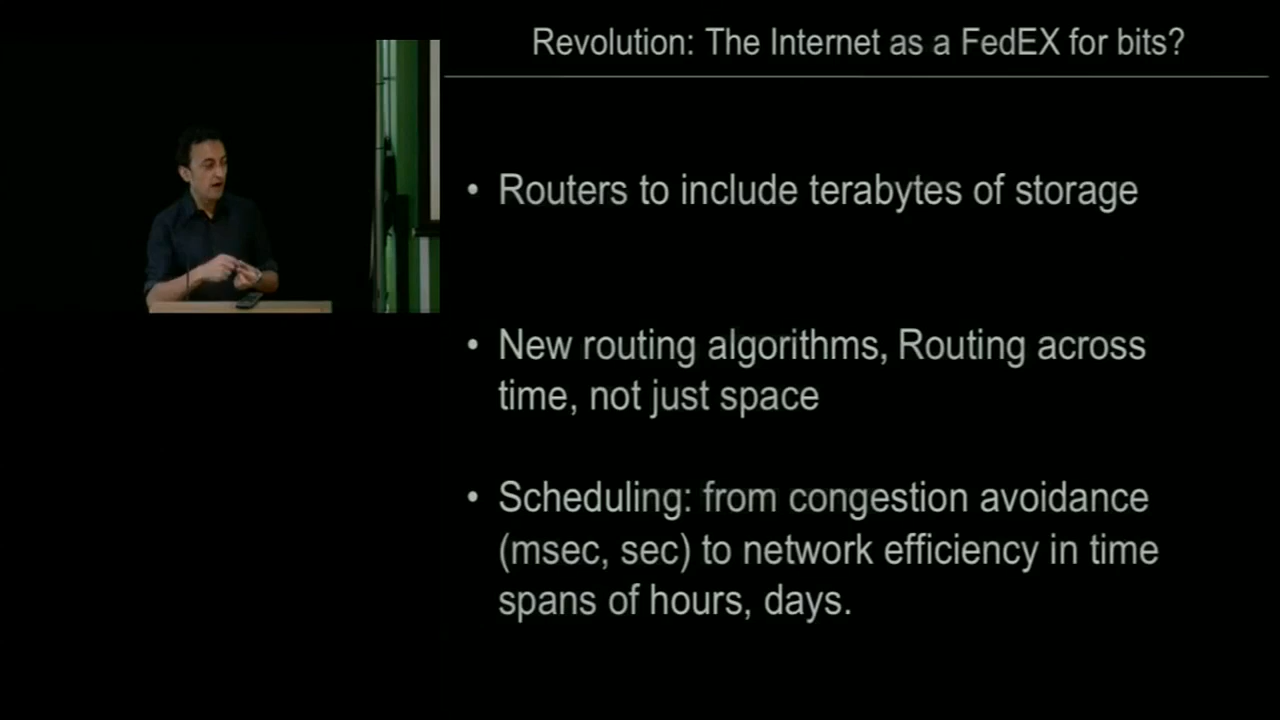 Revolution: The Internet as a FedEX for bits?
• Routers to include terabytes of storage
• New routing algorithms, Routing across
time, not just space
• Scheduling: from congestion avoidance
(msec, sec) to network efficiency in time
spans of hours, days.